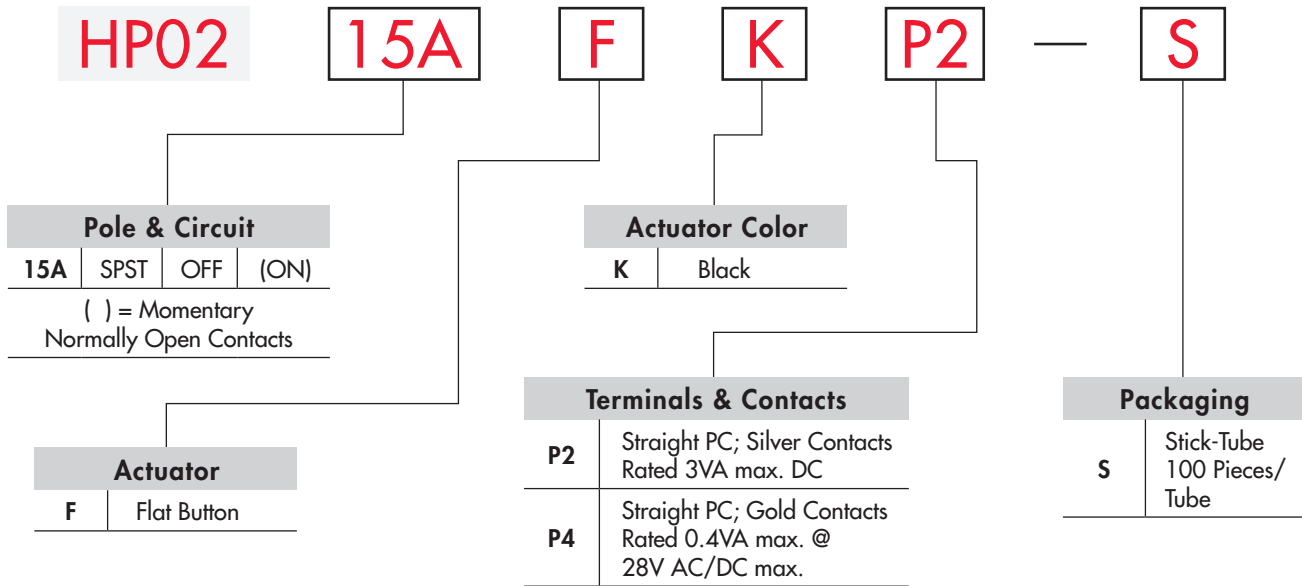 HP02 15A F K P2 — S
Pole & Circuit
15A SPST OFF (ON)
( ) = Momentary
Normally Open Contacts
Actuator Color
K Black
Actuator
F Flat Button
Terminals & Contacts
P2 Straight PC; Silver Contacts
Rated 3VA max. DC
P4 Straight PC; Gold Contacts
Rated 0.4VA max. @
28V AC/DC max.
Packaging
S Stick-Tube
100 Pieces/
Tube